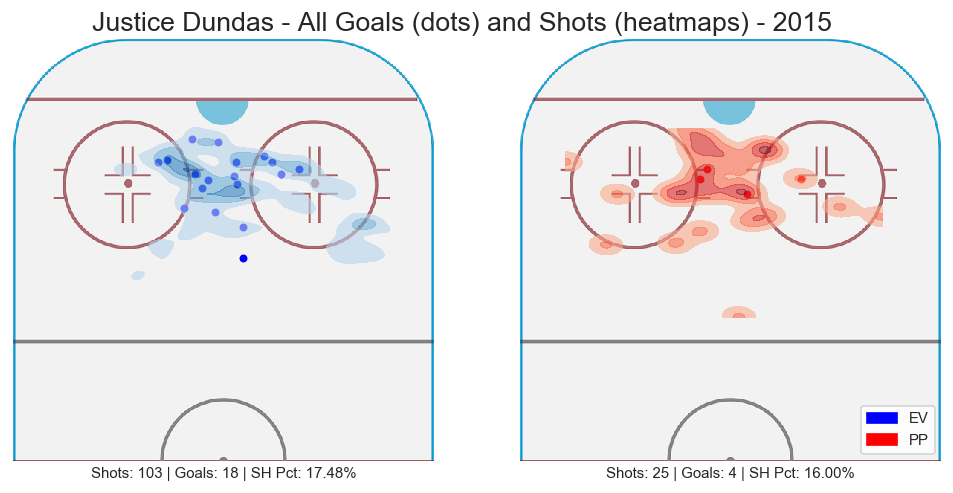 Justice Dundas - All Goals (dots) and Shots (heatmaps) - 2015
EV
PP
Shots: 103 | Goals: 18 | SH Pct: 17.48%
Shots: 25 | Goals: 4 | SH Pct: 16.00%